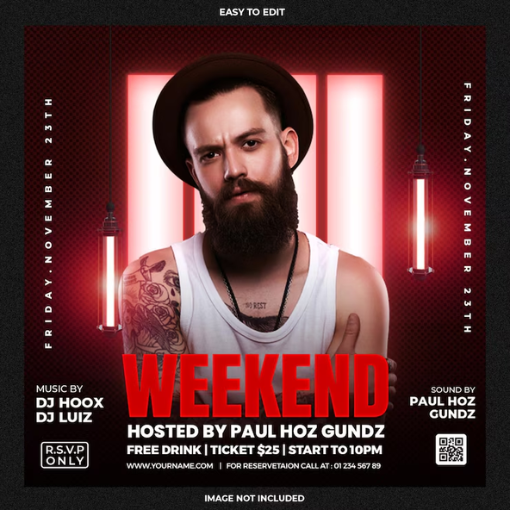 EASY TO EDIT
FRIDAY.NOVEMBER 23TH
FRIDAY.NOVEMBER 23TH
REST
MUSIC BY
DJ HOOX
DJ LUIZ
R.S.V.P
ONLY
WEEKEND
HOSTED BY PAUL HOZ GUNDZ
FREE DRINK | TICKET $25 | START TO 10PM
WWW.YOURNAME.COM | FOR RESERVETAION CALL AT : 01 234 567 89
SOUND BY
PAUL HOZ
GUNDZ
IMAGE NOT INCLUDED